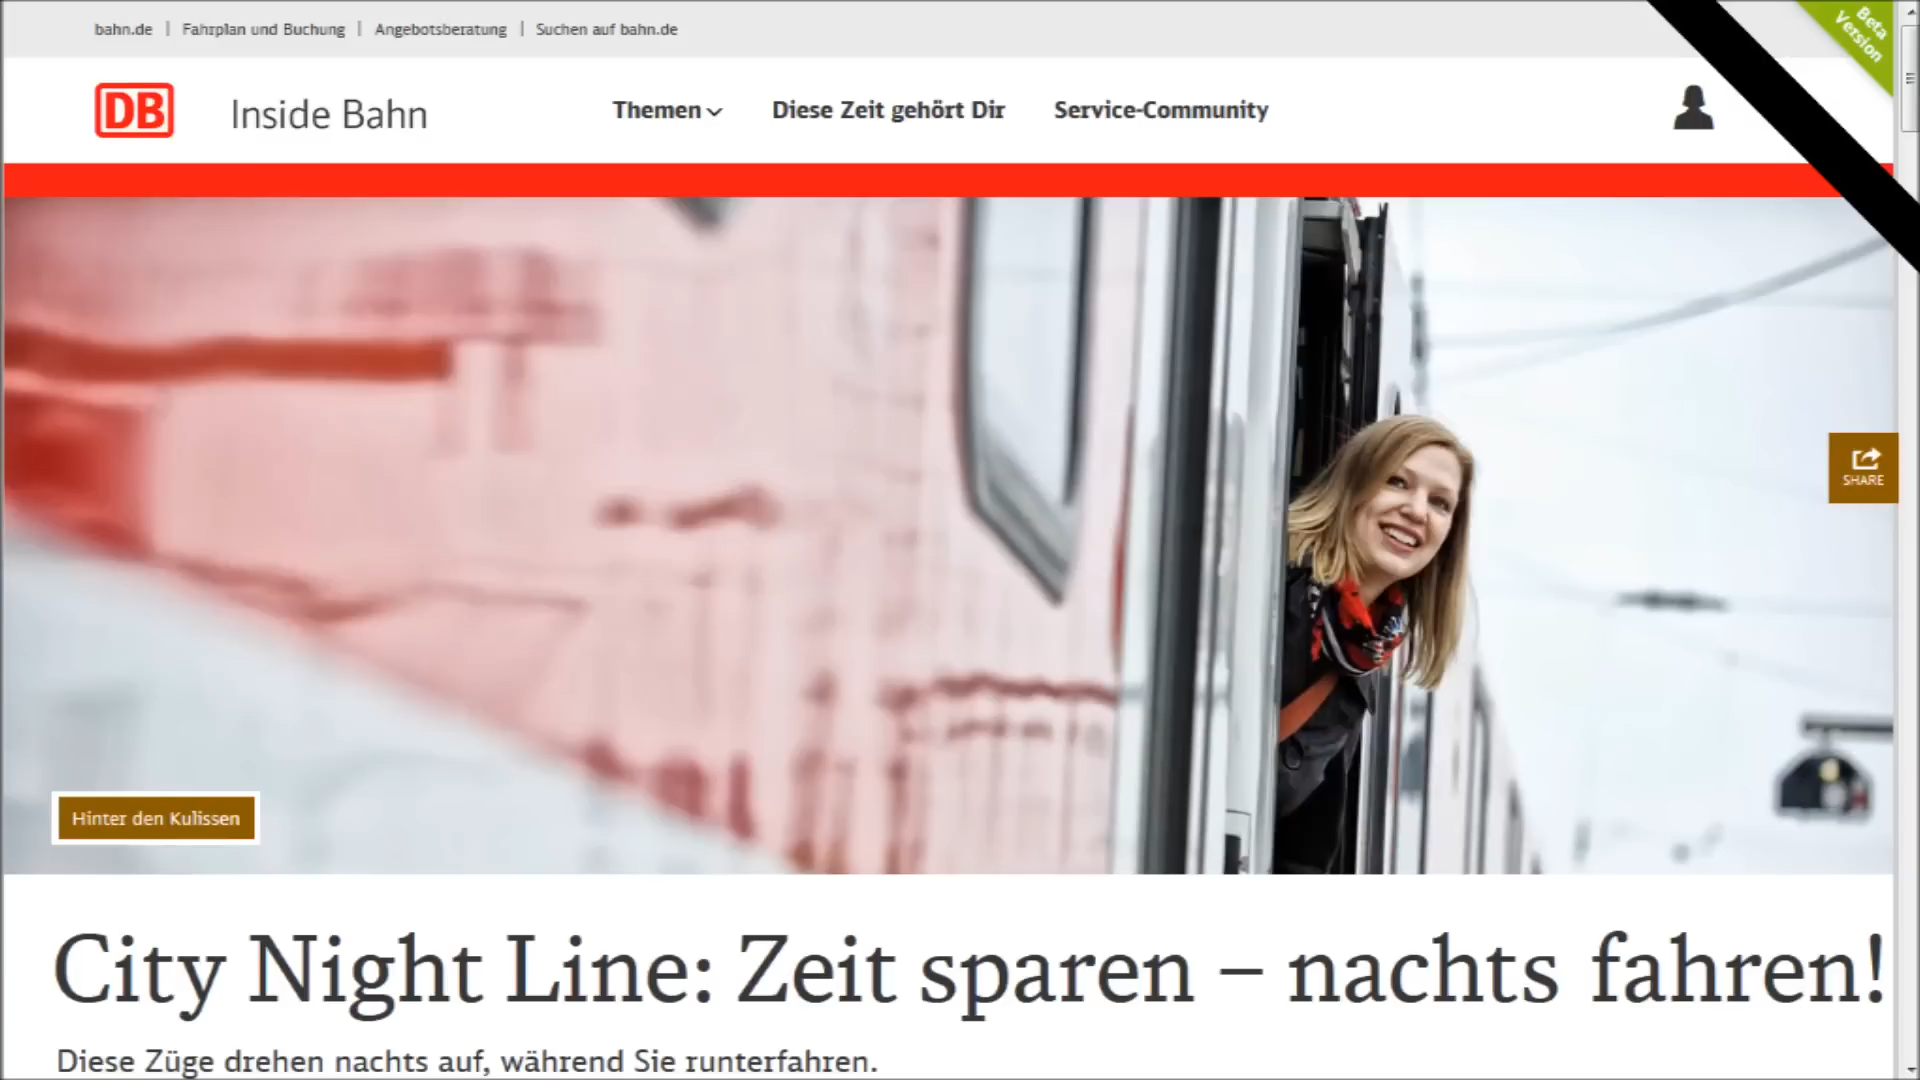 bahn.de | Fahrplan und Buchung | Angebotsberatung | Suchen auf bahn.de
Beta
Version
DB
Inside Bahn
Themen
Diese Zeit gehört Dir
Service-Community
SHARE
Hinter den Kulissen
City Night Line: Zeit sparen – nachts fahren!
Diese Züge drehen nachts auf, während Sie runterfahren.